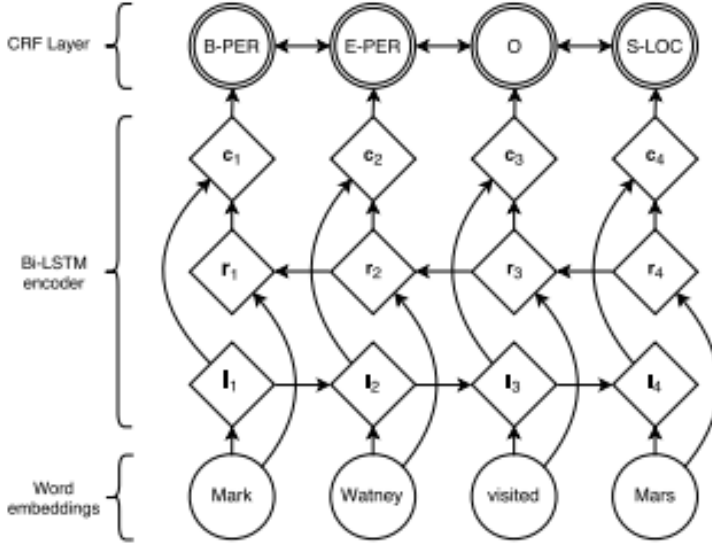 CRF Layer
B-PER E-PER O S-LOC
c1 c2 c3 c4
Bi-LSTM
encoder
r1 r2 r3 r4
l1 l2 l3 l4
Word
embeddings
Mark Watney visited Mars